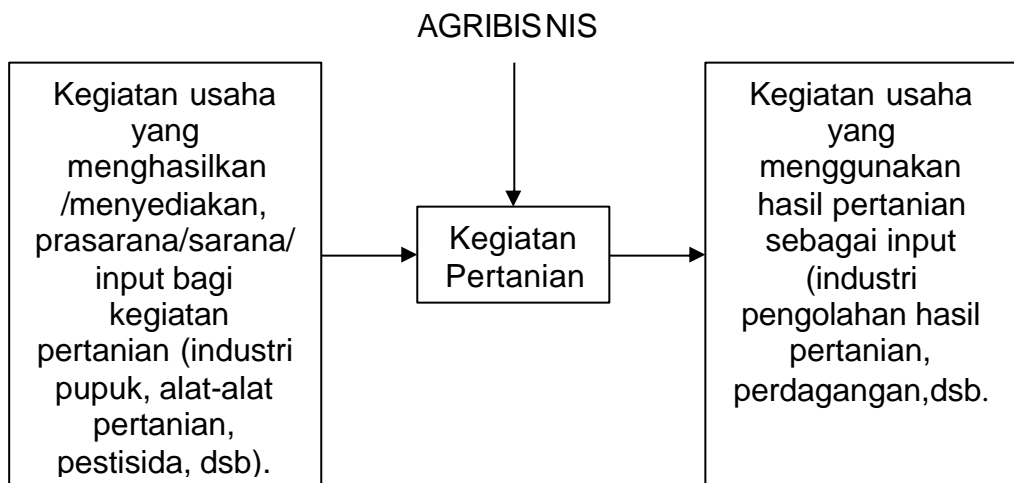 AGRIBISNIS
Kegiatan usaha
yang
menghasilkan
/menyediakan,
prasarana/sarana/
input bagi
kegiatan
pertanian (industri
pupuk, alat-alat
pertanian,
pestisida, dsb).
Kegiatan
Pertanian
Kegiatan usaha
yang
menggunakan
hasil pertanian
sebagai input
(industri
pengolahan hasil
pertanian,
perdagangan,dsb.